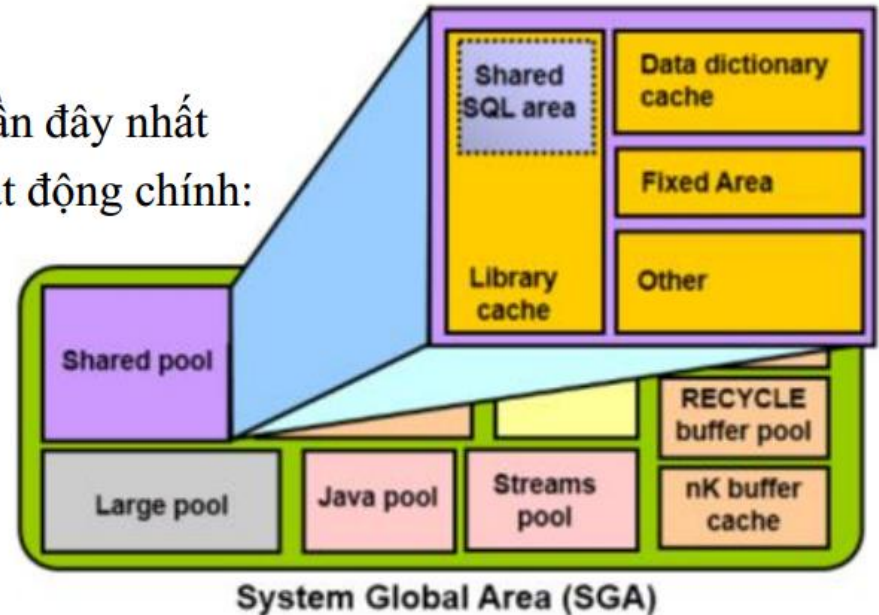 đây nhất
động chính:
Shared
SQL area
Library
cache
Data dictionary
cache
Fixed Area
Other
Shared pool
RECYCLE
buffer pool
Large pool
Java pool
Streams
pool
nK buffer
cache
System Global Area (SGA)